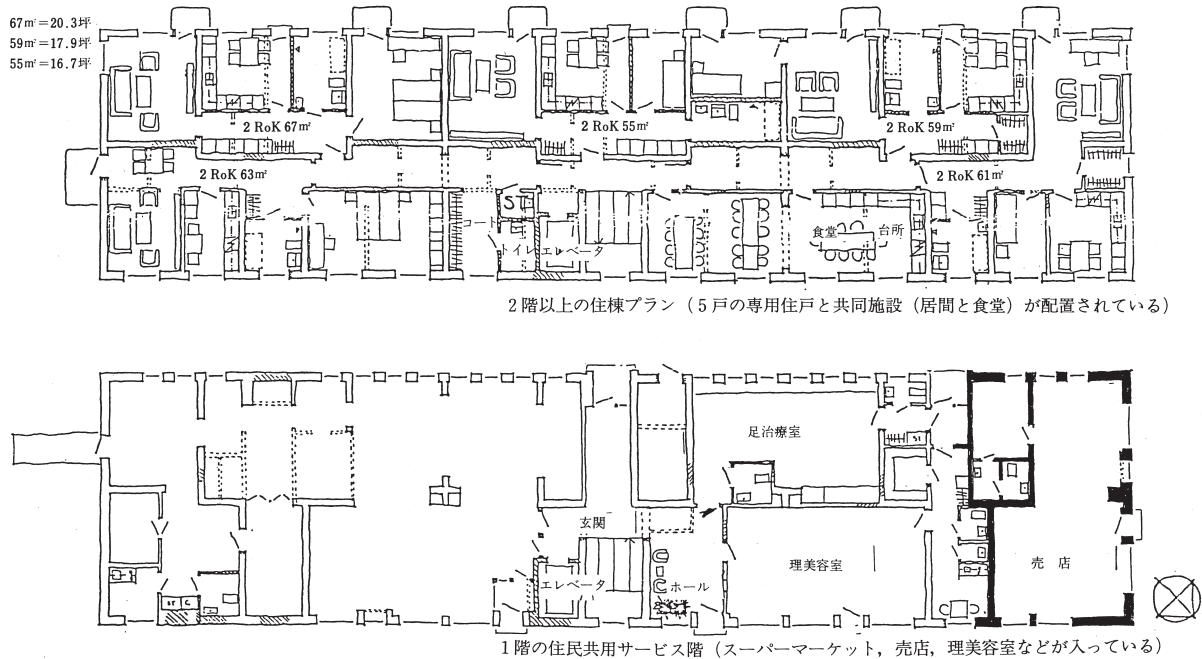 67㎡=20.3坪
59㎡=17.9坪
55㎡=16.7坪
2 RoK 67㎡
2 RoK 55㎡
2 RoK 59㎡
2 RoK 63㎡
2 RoK 61㎡
コート
ST
トイレ
エレベータ
食堂
台所
2階以上の住棟プラン（5戸の専用住戸と共同施設（居間と食堂）が配置されている）
足治療室
ST
玄関
エレベータ
ホール
理美容室
売店
ST
C
1階の住民共用サービス階（スーパーマーケット，売店，理美容室などが入っている）